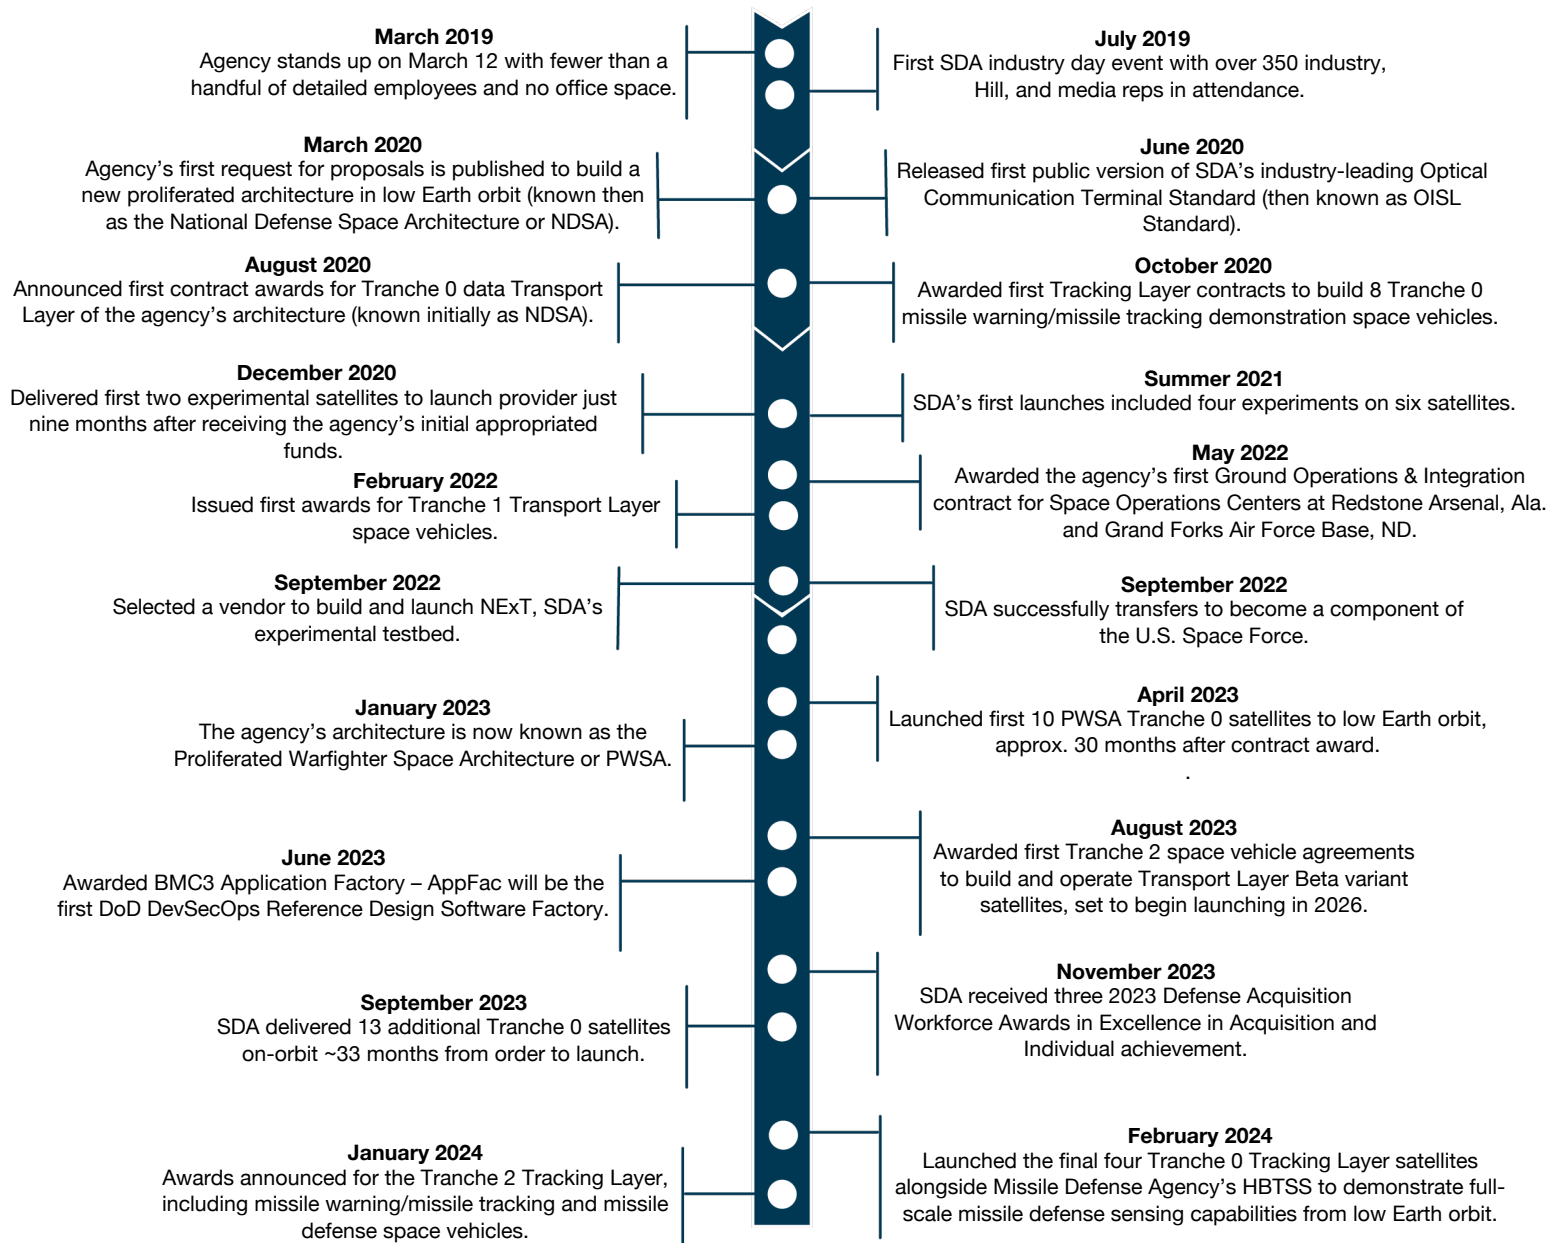 March 2019
Agency stands up on March 12 with fewer than a
handful of detailed employees and no office space.
July 2019
First SDA industry day event with over 350 industry,
Hill, and media reps in attendance.
March 2020
Agency’s first request for proposals is published to build a
new proliferated architecture in low Earth orbit (known then
as the National Defense Space Architecture or NDSA).
June 2020
Released first public version of SDA’s industry-leading Optical
Communication Terminal Standard (then known as OISL
Standard).
August 2020
Announced first contract awards for Tranche 0 data Transport
Layer of the agency’s architecture (known initially as NDSA).
October 2020
Awarded first Tracking Layer contracts to build 8 Tranche 0
missile warning/missile tracking demonstration space vehicles.
December 2020
Delivered first two experimental satellites to launch provider just
nine months after receiving the agency’s initial appropriated
funds.
Summer 2021
SDA’s first launches included four experiments on six satellites.
February 2022
Issued first awards for Tranche 1 Transport Layer
space vehicles.
May 2022
Awarded the agency’s first Ground Operations & Integration
contract for Space Operations Centers at Redstone Arsenal, Ala.
and Grand Forks Air Force Base, ND.
September 2022
Selected a vendor to build and launch NExT, SDA’s
experimental testbed.
September 2022
SDA successfully transfers to become a component of
the U.S. Space Force.
January 2023
The agency’s architecture is now known as the
Proliferated Warfighter Space Architecture or PWSA.
April 2023
Launched first 10 PWSA Tranche 0 satellites to low Earth orbit,
approx. 30 months after contract award.
.
June 2023
Awarded BMC3 Application Factory – AppFac will be the
first DoD DevSecOps Reference Design Software Factory.
August 2023
Awarded first Tranche 2 space vehicle agreements
to build and operate Transport Layer Beta variant
satellites, set to begin launching in 2026.
September 2023
SDA delivered 13 additional Tranche 0 satellites
on-orbit ~33 months from order to launch.
November 2023
SDA received three 2023 Defense Acquisition
Workforce Awards in Excellence in Acquisition and
Individual achievement.
January 2024
Awards announced for the Tranche 2 Tracking Layer,
including missile warning/missile tracking and missile
defense space vehicles.
February 2024
Launched the final four Tranche 0 Tracking Layer satellites
alongside Missile Defense Agency’s HBTSS to demonstrate full-
scale missile defense sensing capabilities from low Earth orbit.